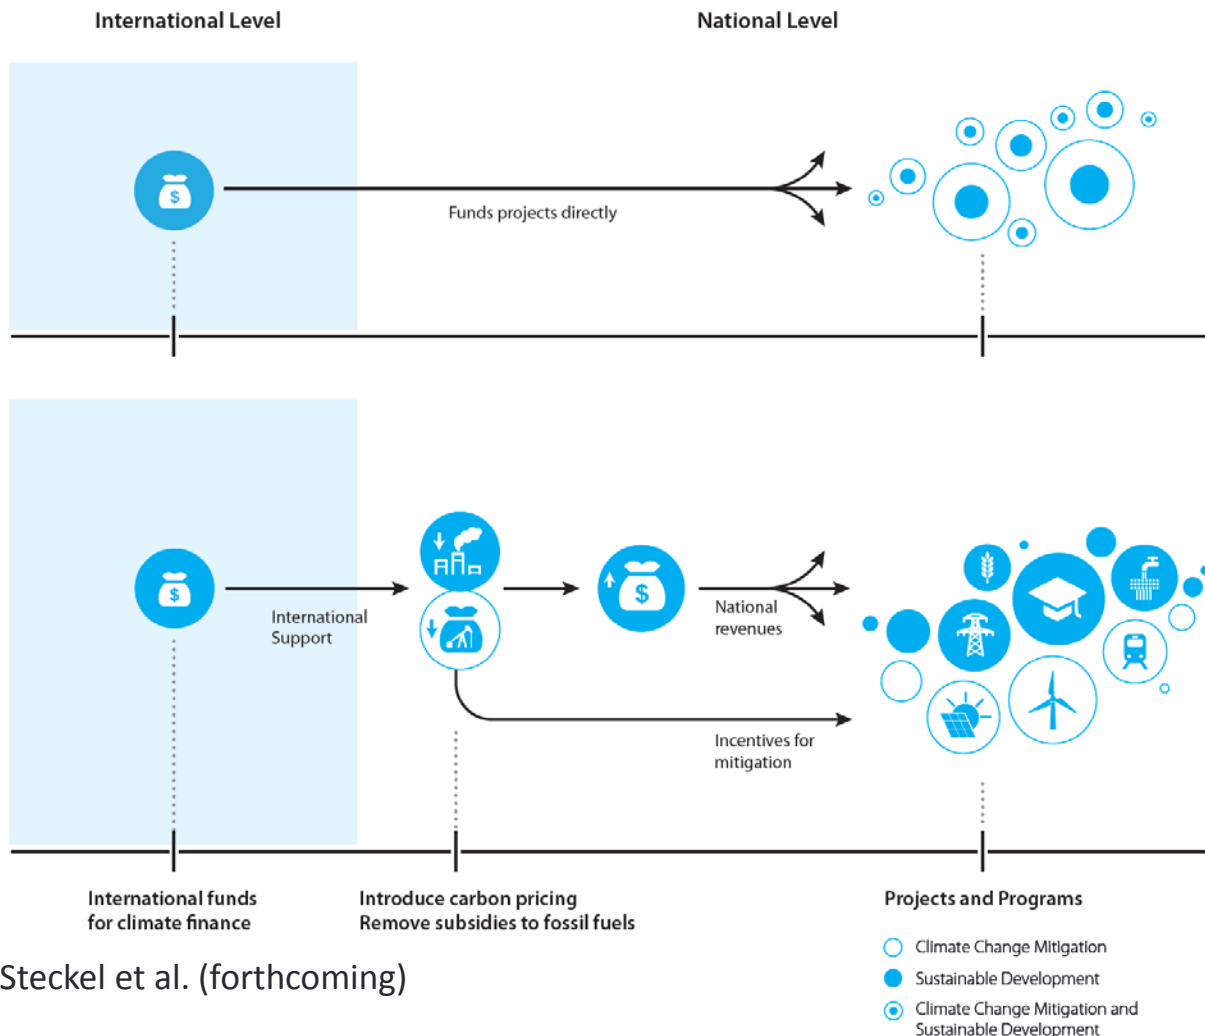 International Level
National Level
$
Funds projects directly
$
International
Support
$
National
revenues
Incentives for
mitigation
International funds
for climate finance
Introduce carbon pricing
Remove subsidies to fossil fuels
Projects and Programs
Climate Change Mitigation
Sustainable Development
Climate Change Mitigation and
Sustainable Development
Steckel et al. (forthcoming)